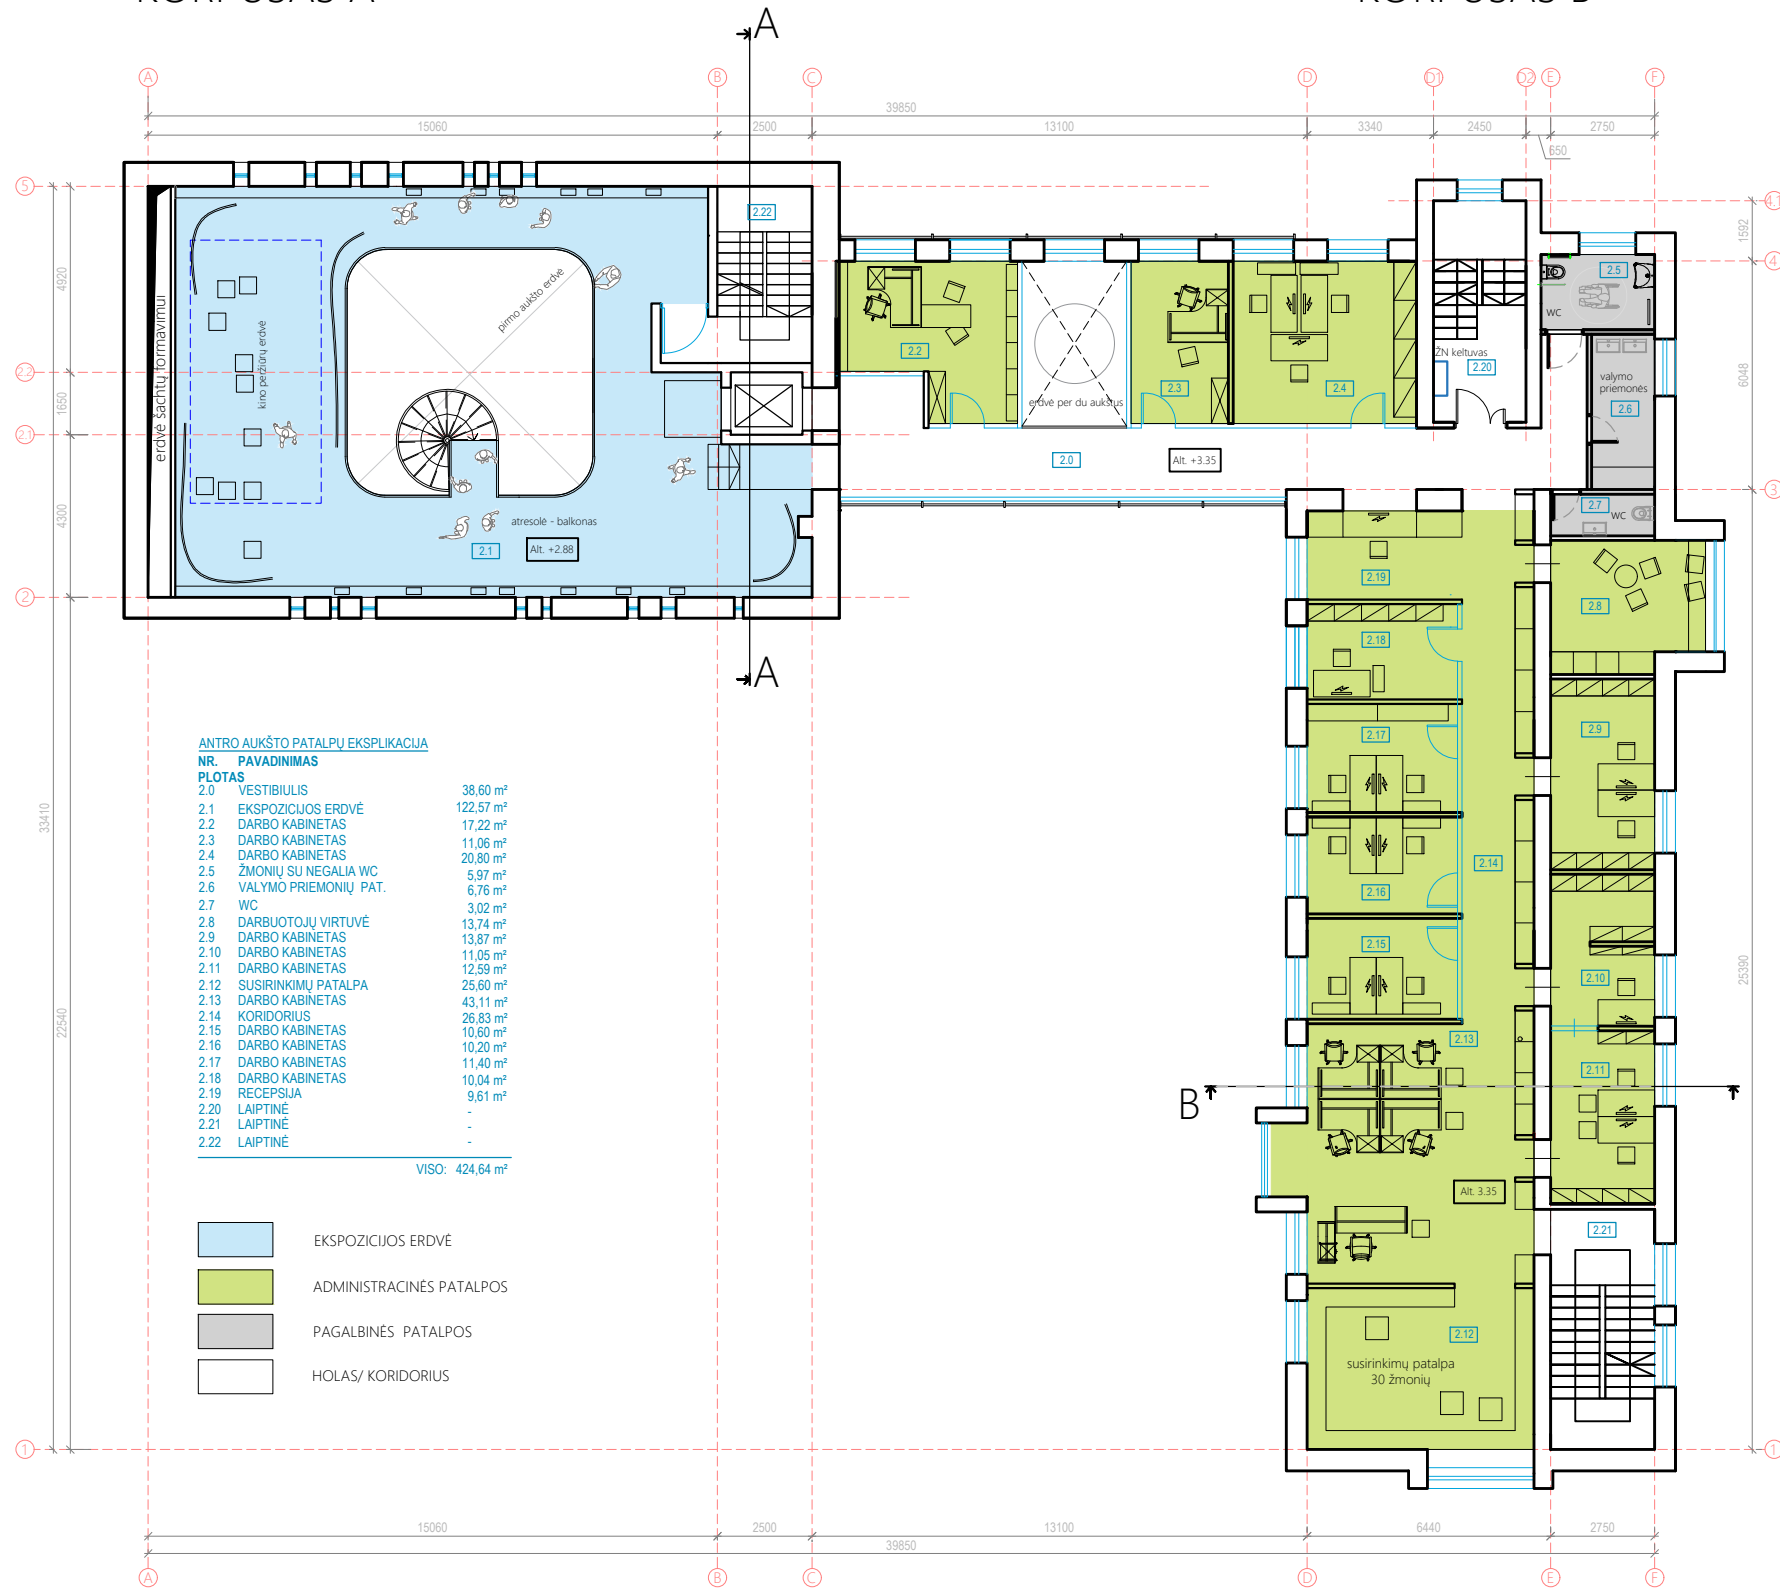 KORPUSAS A
KORPUSAS B
A
A B C D D1 D2 E F
39850
15060 2500 13100 3340 2450 2750
650
5
4.1
4
2.2
2.1
3
2
1
1
4920
1650
4300
33410
22540
1592
6048
25390
erdvė šachtų formavimui
kino peržiūrų erdvė
pirmo aukšto erdvė
atresolė - balkonas
2.1
Alt. +2.88
2.22
2.2
erdvė per du aukštus
2.3
2.4
2.0
Alt. +3.35
ŽN keltuvas
2.20
2.5
WC
valymo
priemonės
2.6
2.7
WC
2.19
2.8
2.18
2.17
2.9
2.14
2.16
2.15
2.10
2.13
2.11
B
Alt. 3.35
2.21
2.12
susirinkimų patalpa
30 žmonių
A
ANTRO AUKŠTO PATALPŲ EKSPLIKACIJA
NR. PAVADINIMAS
PLOTAS
2.0 VESTIBIULIS 38,60 m²
2.1 EKSPOZICIJOS ERDVĖ 122,57 m²
2.2 DARBO KABINETAS 17,22 m²
2.3 DARBO KABINETAS 11,06 m²
2.4 DARBO KABINETAS 20,80 m²
2.5 ŽMONIŲ SU NEGALIA WC 5,97 m²
2.6 VALYMO PRIEMONIŲ PAT. 6,76 m²
2.7 WC 3,02 m²
2.8 DARBUOTOJŲ VIRTUVĖ 13,74 m²
2.9 DARBO KABINETAS 13,87 m²
2.10 DARBO KABINETAS 11,05 m²
2.11 DARBO KABINETAS 12,59 m²
2.12 SUSIRINKIMŲ PATALPA 25,60 m²
2.13 DARBO KABINETAS 43,11 m²
2.14 KORIDORIUS 26,83 m²
2.15 DARBO KABINETAS 10,60 m²
2.16 DARBO KABINETAS 10,20 m²
2.17 DARBO KABINETAS 11,40 m²
2.18 DARBO KABINETAS 10,04 m²
2.19 RECEPSIJA 9,61 m²
2.20 LAIPTINĖ -
2.21 LAIPTINĖ -
2.22 LAIPTINĖ -
VISO: 424,64 m²
EKSPOZICIJOS ERDVĖ
ADMINISTRACINĖS PATALPOS
PAGALBINĖS PATALPOS
HOLAS/ KORIDORIUS
15060 2500 13100 6440 2750
39850
A B C D E F